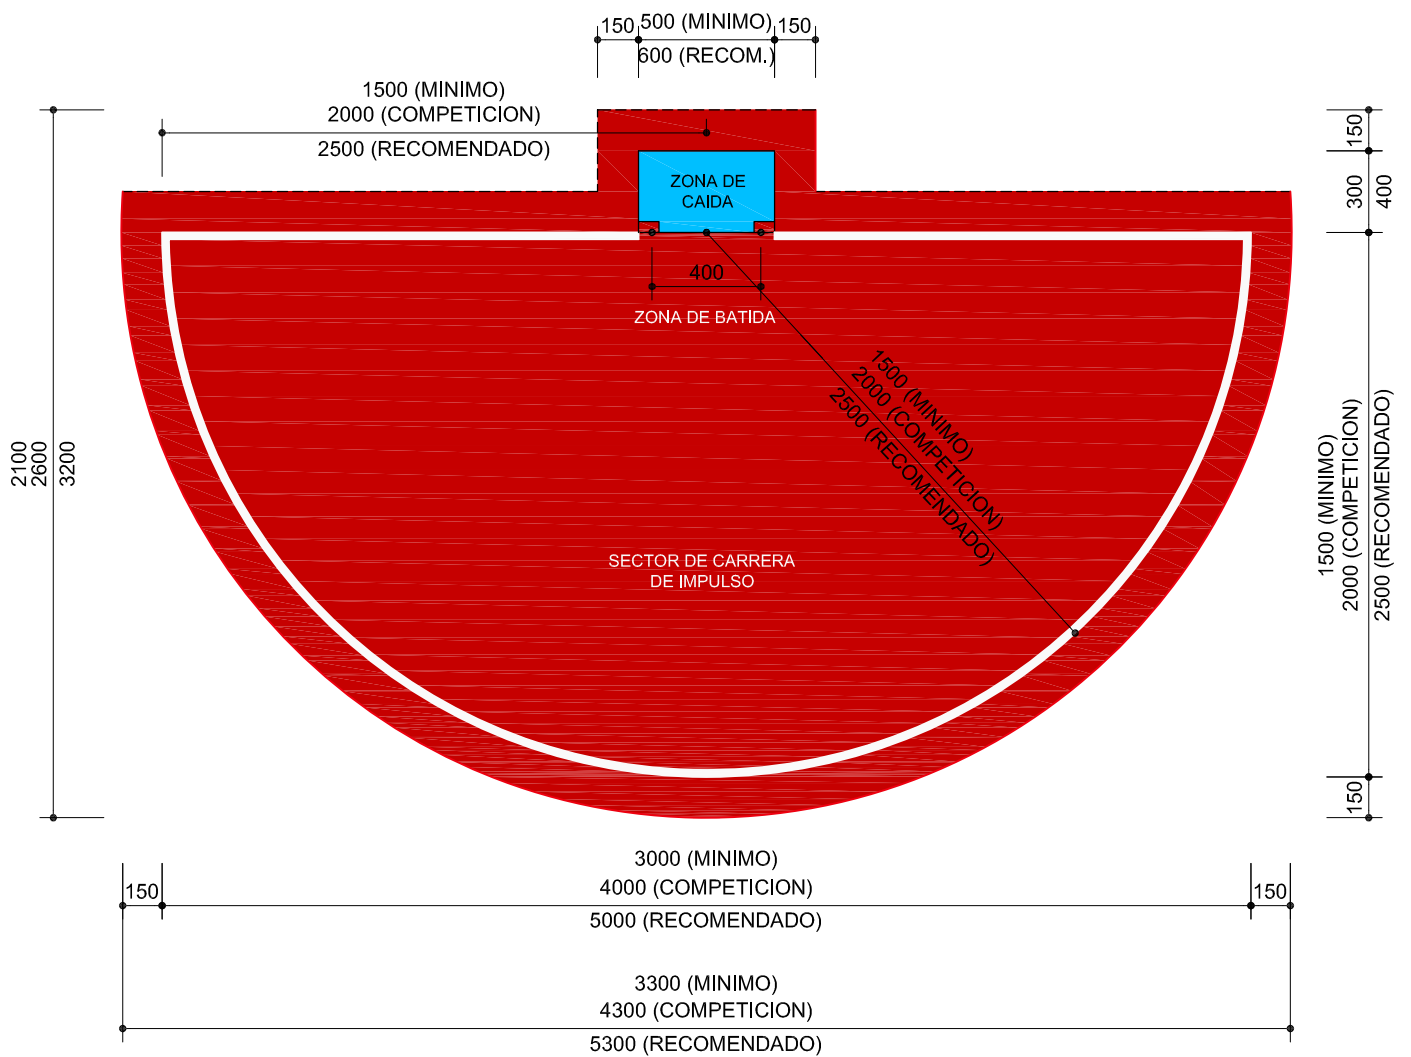 150
500 (MINIMO)
150
600 (RECOM.)
1500 (MINIMO)
2000 (COMPETICION)
2500 (RECOMENDADO)
150
300
400
ZONA DE
CAIDA
400
ZONA DE BATIDA
1500 (MINIMO)
2000 (COMPETICION)
2500 (RECOMENDADO)
2100
2600
3200
1500 (MINIMO)
2000 (COMPETICION)
2500 (RECOMENDADO)
SECTOR DE CARRERA
DE IMPULSO
150
3000 (MINIMO)
150
4000 (COMPETICION)
150
5000 (RECOMENDADO)
3300 (MINIMO)
4300 (COMPETICION)
5300 (RECOMENDADO)